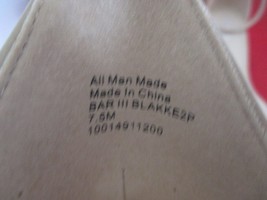 All Man Made
Made In China
BAR III BLAKKE2P
7.5M
10014911200